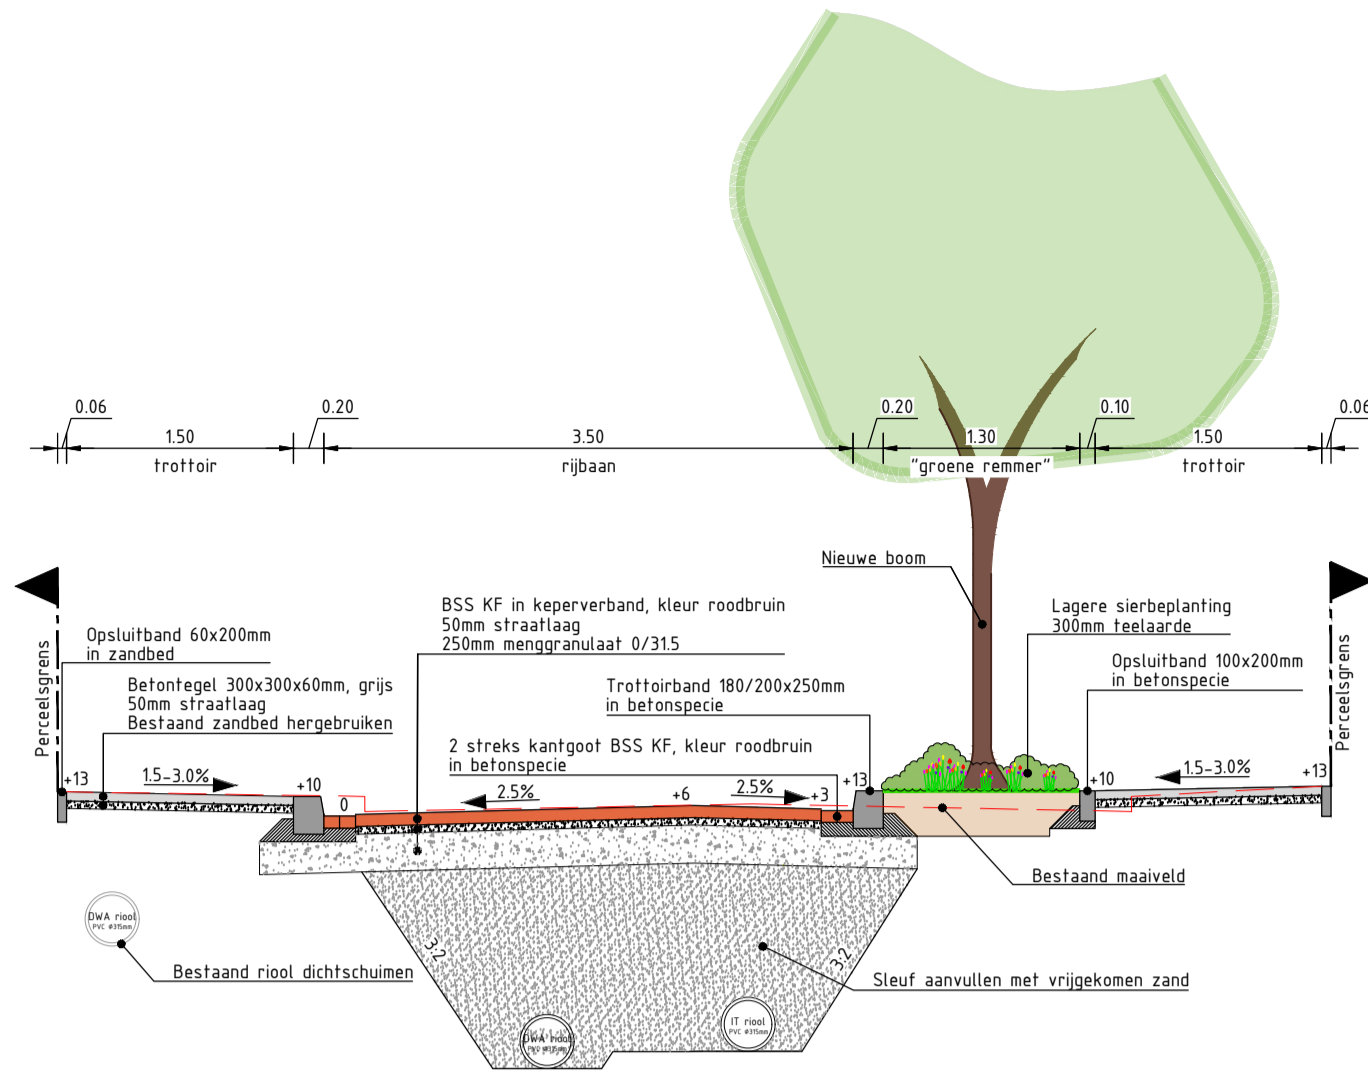 0.06
0.20
0.20
0.10
0.06
1.50
3.50
1.30
1.50
trottoir
rijbaan
"groene remmer"
trottoir
Nieuwe boom
BSS KF in keperverband, kleur roodbruin
50mm straatlaag
250mm menggranulaat 0/31.5
Lagere sierbeplanting
300mm teelaarde
Opsluitband 60x200mm
in zandbed
Opsluitband 100x200mm
in betonspecie
Perceelsgrens
Perceelsgrens
Betontegel 300x300x60mm, grijs
50mm straatlaag
Bestaand zandbed hergebruiken
Trottoirband 180/200x250mm
in betonspecie
2 streks kantgoot BSS KF, kleur roodbruin
in betonspecie
+13
1.5-3.0%
+10
0
2.5%
+6
2.5%
+3
+13
+10
1.5-3.0%
+13
Bestaand maaiveld
DWA riool
PVC Ø315mm
3:2
3:2
Bestaand riool dichtschuimen
Sleuf aanvullen met vrijgekomen zand
IT riool
PVC Ø315mm
DWA riool
PVC Ø315mm